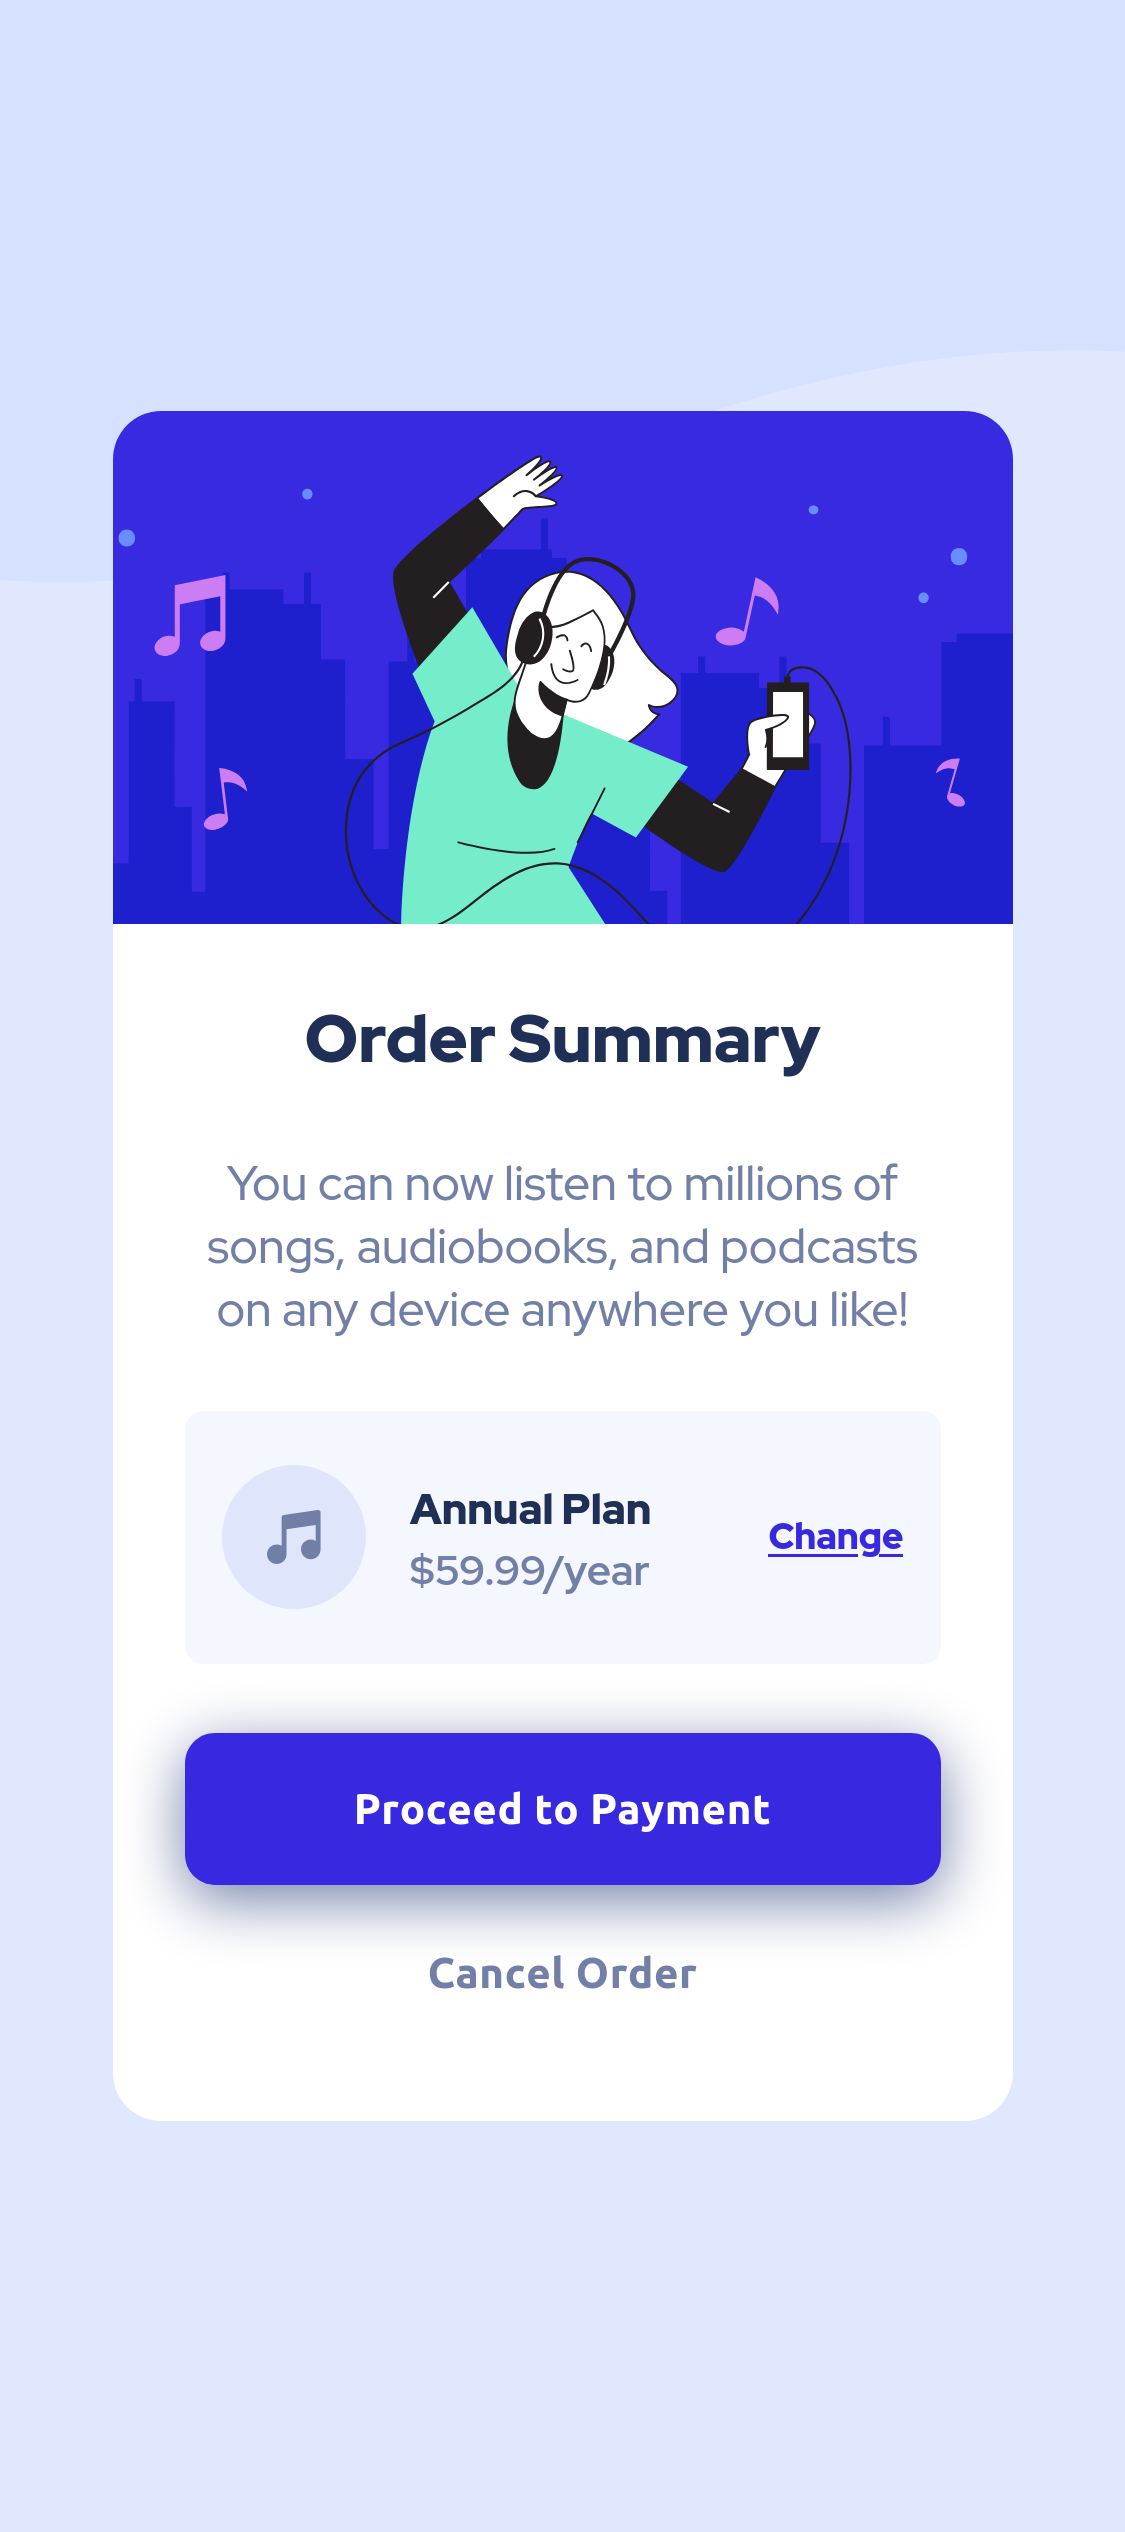 Order Summary
You can now listen to millions of
songs, audiobooks, and podcasts
on any device anywhere you like!
Annual Plan
$59.99/year
Change
Proceed to Payment
Cancel Order